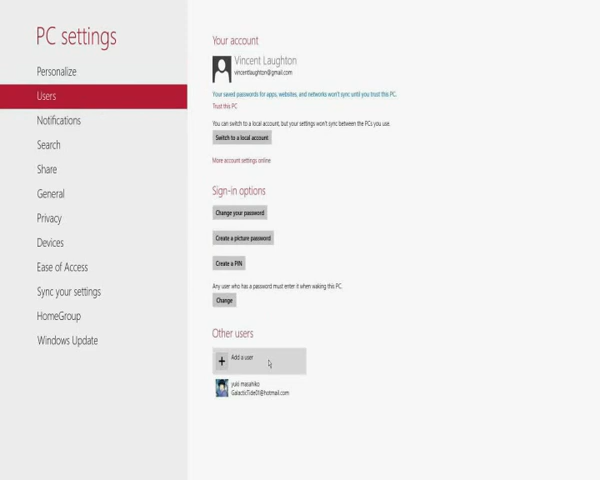 PC settings
Personalize
Users
Notifications
Search
Share
General
Privacy
Devices
Ease of Access
Sync your settings
HomeGroup
Windows Update
Your account
Vincent Laughton
vincentlaughton@gmail.com
Your saved passwords for apps, websites, and networks won't sync until you trust this PC.
Trust this PC
You can switch to a local account, but your settings won't sync between the PCs you use.
Switch to a local account
More account settings online
Sign-in options
Change your password
Create a picture password
Create a PIN
Any user who has a password must enter it when waking this PC.
Change
Other users
Add a user
yuki masahiko
GalacticTide01@hotmail.com